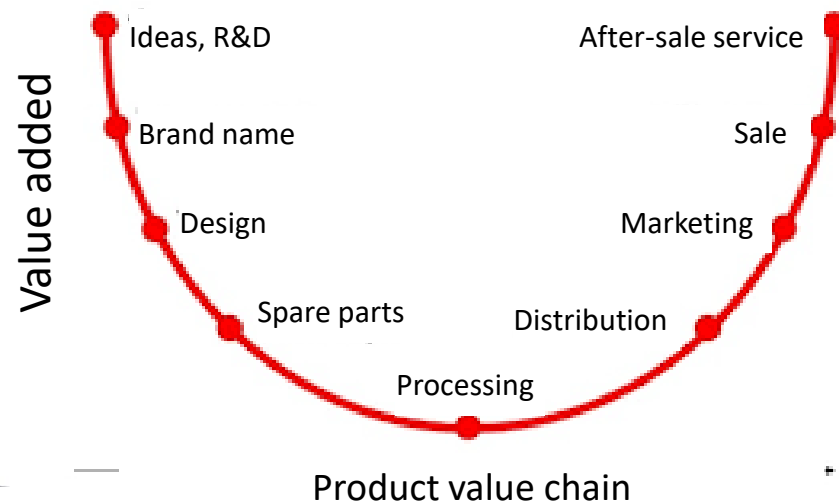 Ideas, R&D
After-sale service
Brand name
Sale
Design
Marketing
Spare parts
Distribution
Processing
Value added
Product value chain